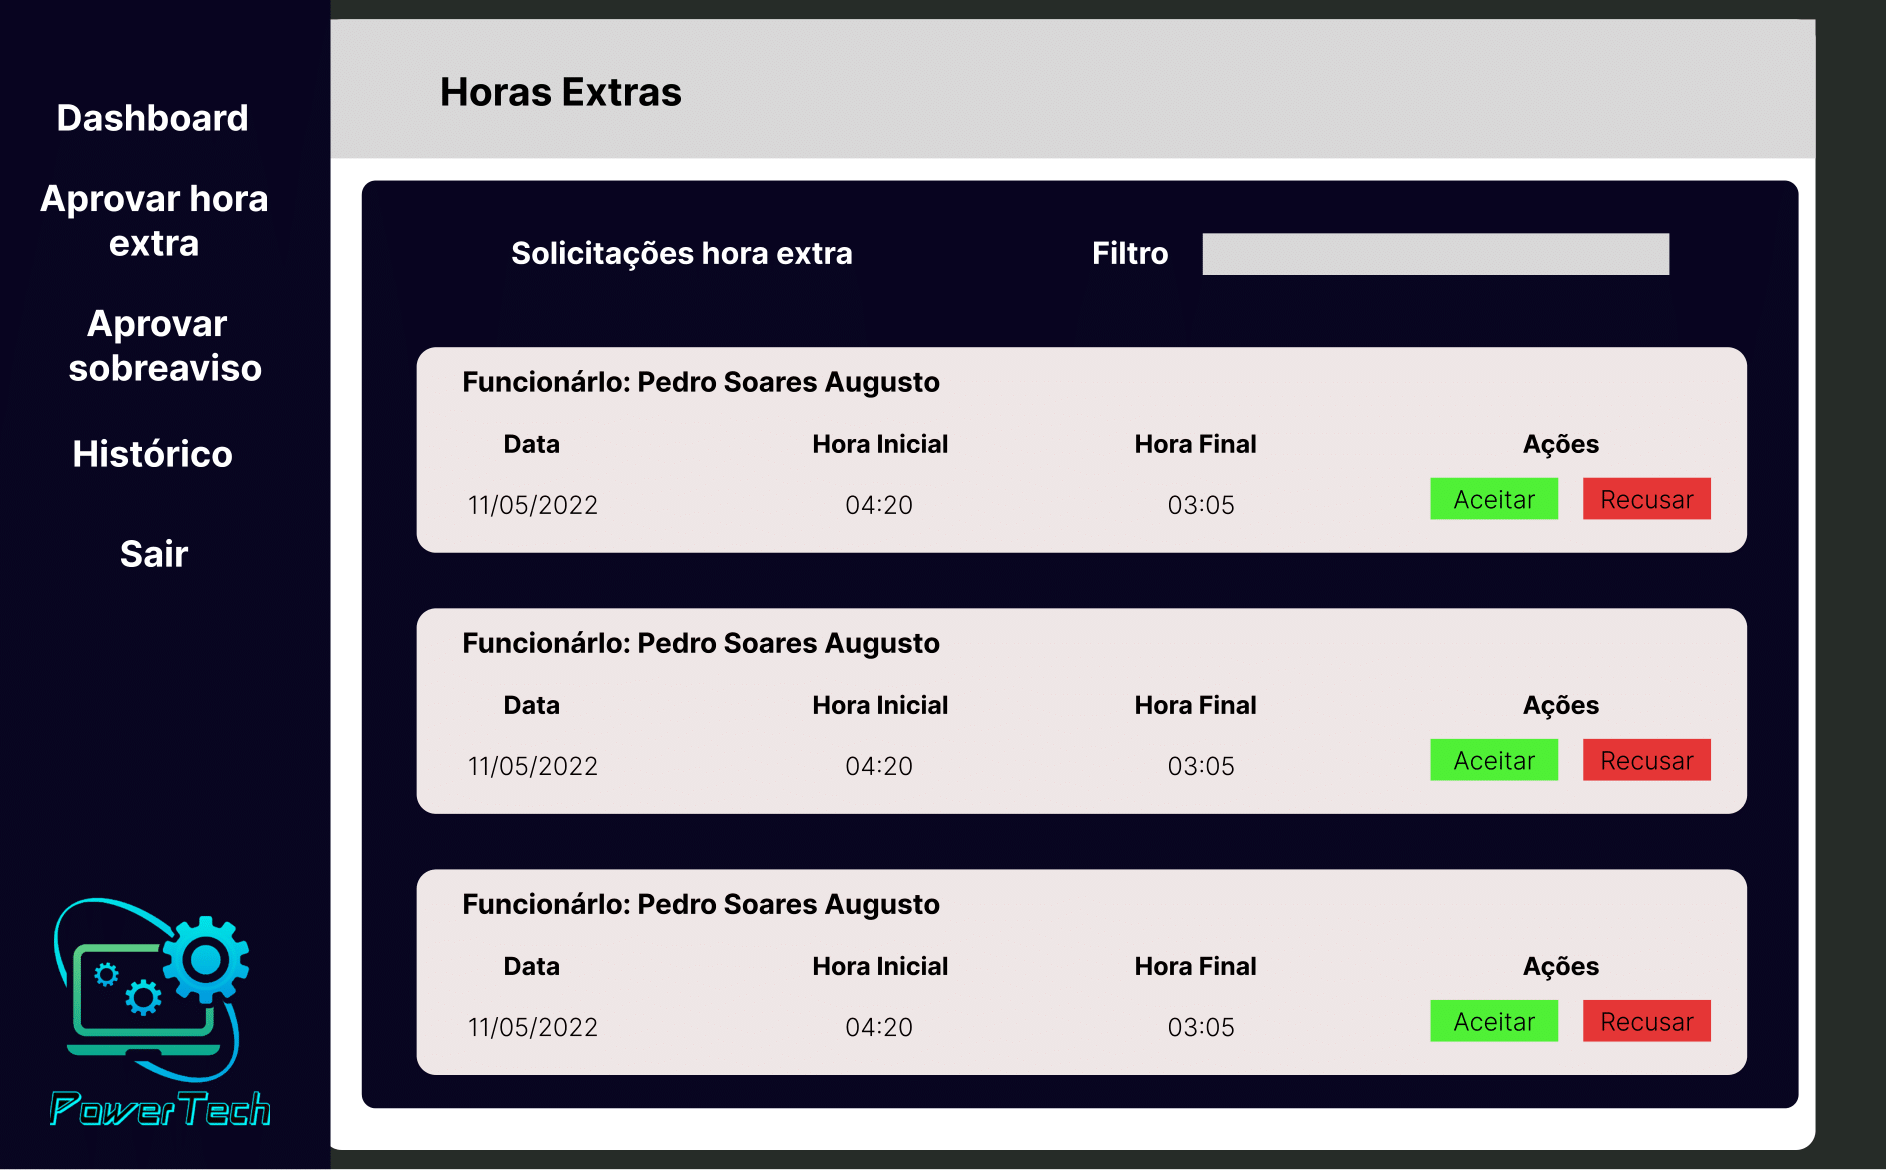 Dashboard
Aprovar hora
extra
Aprovar
sobreaviso
Histórico
Sair
PowerTech
Horas Extras
Solicitações hora extra
Filtro
Funcionárlo: Pedro Soares Augusto
Data Hora Inicial Hora Final Ações
11/05/2022 04:20 03:05 Aceitar Recusar
Funcionárlo: Pedro Soares Augusto
Data Hora Inicial Hora Final Ações
11/05/2022 04:20 03:05 Aceitar Recusar
Funcionárlo: Pedro Soares Augusto
Data Hora Inicial Hora Final Ações
11/05/2022 04:20 03:05 Aceitar Recusar